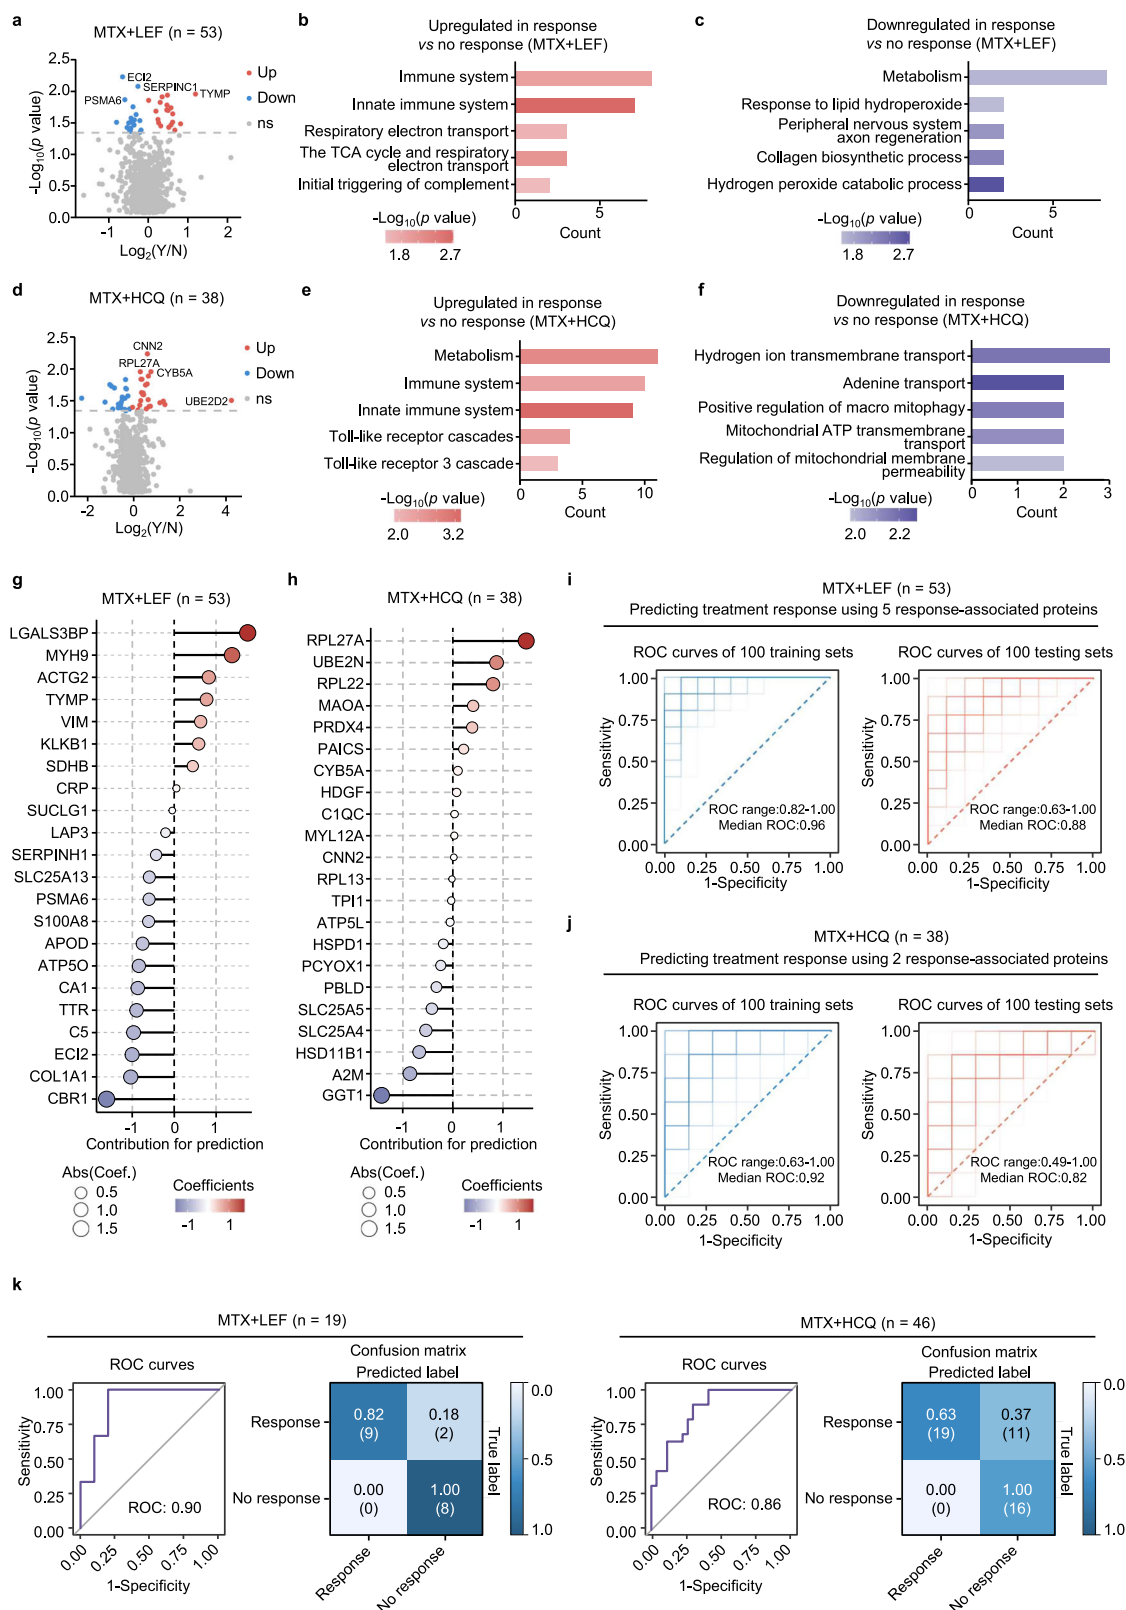 a
MTX+LEF (n = 53)
2.5
2.0
1.5
1.0
0.5
0.0
-Log10(p value)
ECI2
SERPINC1
TYMP
PSMA6
Up
Down
ns
-1
0
1
2
Log2(Y/N)
b
Upregulated in response
vs no response (MTX+LEF)
Immune system
Innate immune system
Respiratory electron transport
The TCA cycle and respiratory
electron transport
Initial triggering of complement
0
5
Count
-Log10(p value)
1.8
2.7
c
Downregulated in response
vs no response (MTX+LEF)
Metabolism
Response to lipid hydroperoxide
Peripheral nervous system
axon regeneration
Collagen biosynthetic process
Hydrogen peroxide catabolic process
0
5
Count
-Log10(p value)
1.8
2.7
d
MTX+HCQ (n = 38)
2.5
2.0
1.5
1.0
0.5
0.0
-Log10(p value)
CNN2
RPL27A
CYB5A
UBE2D2
Up
Down
ns
-2
0
2
4
Log2(Y/N)
e
Upregulated in response
vs no response (MTX+HCQ)
Metabolism
Immune system
Innate immune system
Toll-like receptor cascades
Toll-like receptor 3 cascade
0
5
10
Count
-Log10(p value)
2.0
3.2
f
Downregulated in response
vs no response (MTX+HCQ)
Hydrogen ion transmembrane transport
Adenine transport
Positive regulation of macro mitophagy
Mitochondrial ATP transmembrane
transport
Regulation of mitochondrial membrane
permeability
0
1
2
3
Count
-Log10(p value)
2.0
2.2
g
MTX+LEF (n = 53)
LGALS3BP
MYH9
ACTG2
TYMP
VIM
KLKB1
SDHB
CRP
SUCLG1
LAP3
SERPINH1
SLC25A13
PSMA6
S100A8
APOD
ATP5O
CA1
TTR
C5
ECI2
COL1A1
CBR1
-1
0
1
Contribution for prediction
Abs(Coef.)
0.5
1.0
1.5
Coefficients
-1
1
h
MTX+HCQ (n = 38)
RPL27A
UBE2N
RPL22
MAOA
PRDX4
PAICS
CYB5A
HDGF
C1QC
MYL12A
CNN2
RPL13
TPI1
ATP5L
HSPD1
PCYOX1
PBLD
SLC25A5
SLC25A4
HSD11B1
A2M
GGT1
-1
0
1
Contribution for prediction
Abs(Coef.)
0.5
1.0
1.5
Coefficients
-1
1
i
MTX+LEF (n = 53)
Predicting treatment response using 5 response-associated proteins
ROC curves of 100 training sets
1.00
0.75
0.50
0.25
0.00
Sensitivity
ROC range:0.82-1.00
Median ROC:0.96
0.00
0.25
0.50
0.75
1.00
1-Specificity
ROC curves of 100 testing sets
1.00
0.75
0.50
0.25
0.00
Sensitivity
ROC range:0.63-1.00
Median ROC:0.88
0.00
0.25
0.50
0.75
1.00
1-Specificity
j
MTX+HCQ (n = 38)
Predicting treatment response using 2 response-associated proteins
ROC curves of 100 training sets
1.00
0.75
0.50
0.25
0.00
Sensitivity
ROC range:0.63-1.00
Median ROC:0.92
0.00
0.25
0.50
0.75
1.00
1-Specificity
ROC curves of 100 testing sets
1.00
0.75
0.50
0.25
0.00
Sensitivity
ROC range:0.49-1.00
Median ROC:0.82
0.00
0.25
0.50
0.75
1.00
1-Specificity
k
MTX+LEF (n = 19)
ROC curves
1.00
0.75
0.50
0.25
0.00
Sensitivity
ROC: 0.90
0.00
0.25
0.50
0.75
1.00
1-Specificity
Confusion matrix
Predicted label
Response
No response
0.82
(9)
0.18
(2)
0.00
(0)
1.00
(8)
Response
No response
True label
0.0
0.5
1.0
MTX+HCQ (n = 46)
ROC curves
1.00
0.75
0.50
0.25
0.00
Sensitivity
ROC: 0.86
0.00
0.25
0.50
0.75
1.00
1-Specificity
Confusion matrix
Predicted label
Response
No response
0.63
(19)
0.37
(11)
0.00
(0)
1.00
(16)
Response
No response
True label
0.0
0.5
1.0